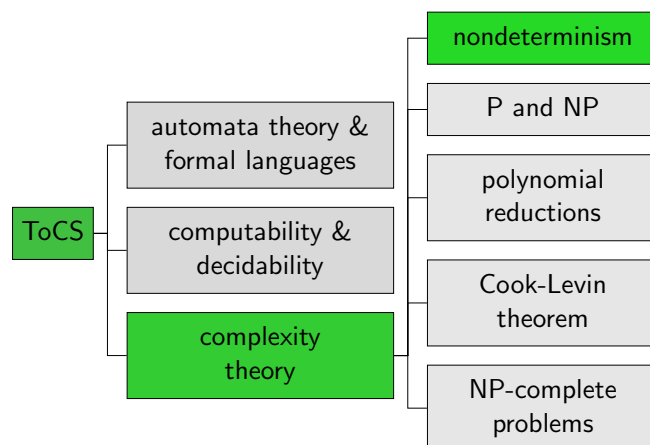 ToCS
automata theory &
formal languages
computability &
decidability
complexity
theory
nondeterminism
P and NP
polynomial
reductions
Cook-Levin
theorem
NP-complete
problems